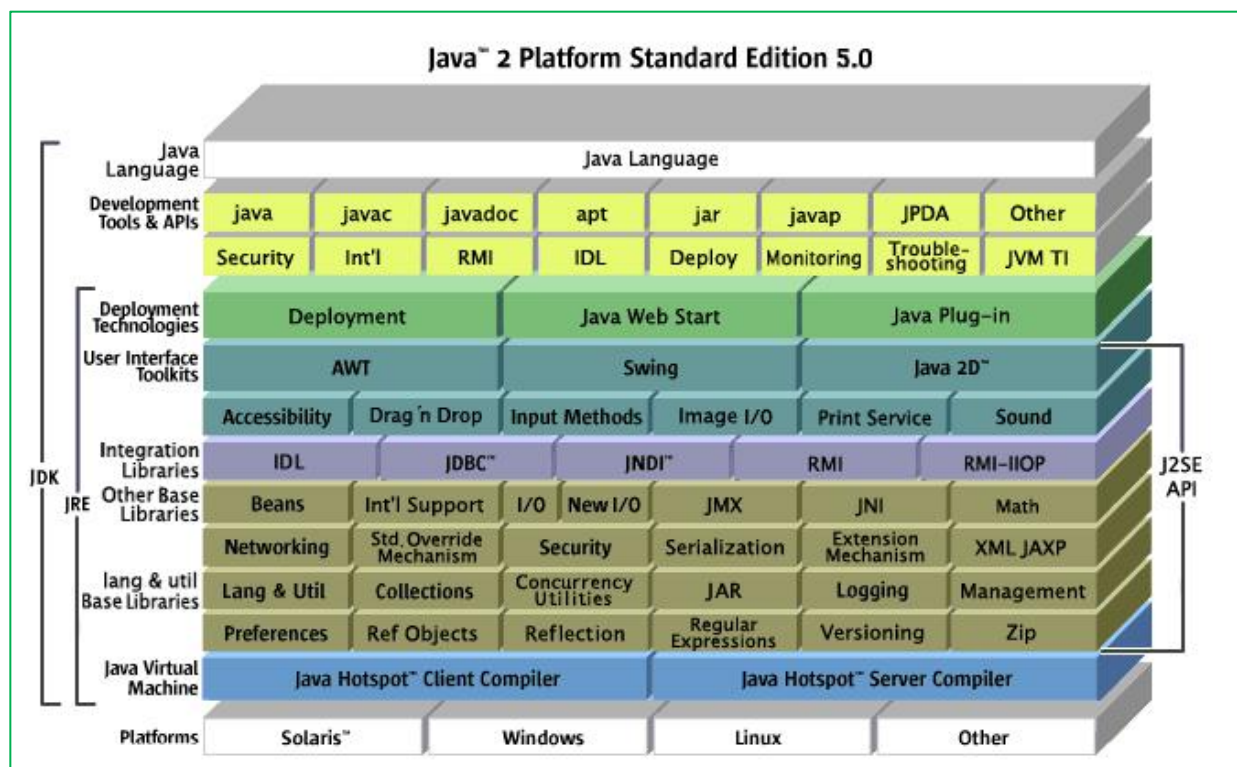 Java™ 2 Platform Standard Edition 5.0
Java
Language
Java Language
Development
Tools & APIs
java javac javadoc apt jar javap JPDA Other
Security Int'l RMI IDL Deploy Monitoring Trouble-
shooting JVM TI
Deployment
Technologies
Deployment Java Web Start Java Plug-in
User Interface
Toolkits
AWT Swing Java 2D™
Accessibility Drag'n Drop Input Methods Image I/O Print Service Sound
Integration
Libraries
IDL JDBC™ JNDI™ RMI RMI-IIOP
Other Base
Libraries
Beans Int'l Support I/O New I/O JMX JNI Math
Networking Std. Override
Mechanism Security Serialization Extension
Mechanism XML JAXP
lang & util
Base Libraries
Lang & Util Collections Concurrency
Utilities JAR Logging Management
Preferences Ref Objects Reflection Regular
Expressions Versioning Zip
Java Virtual
Machine
Java Hotspot™ Client Compiler Java Hotspot™ Server Compiler
Platforms
Solaris™ Windows Linux Other
JDK
JRE
J2SE
API